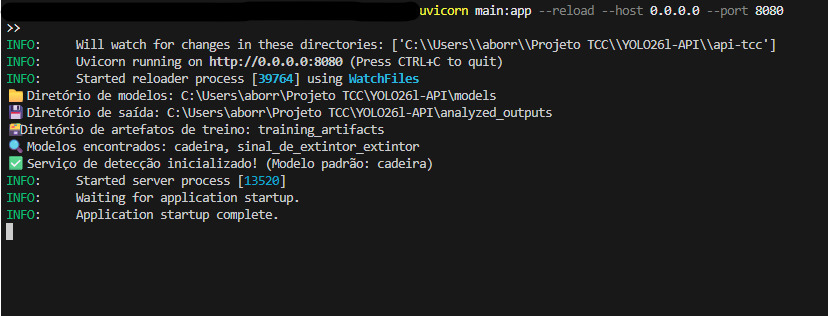 uvicorn main:app --reload --host 0.0.0.0 --port 8080
>>
INFO: Will watch for changes in these directories: ['C:\\Users\\aborr\\Projeto TCC\\YOLO26l-API\\api-tcc']
INFO: Uvicorn running on http://0.0.0.0:8080 (Press CTRL+C to quit)
INFO: Started reloader process [39764] using WatchFiles
Diretório de modelos: C:\Users\aborr\Projeto TCC\YOLO26l-API\models
Diretório de saída: C:\Users\aborr\Projeto TCC\YOLO26l-API\analyzed_outputs
Diretório de artefatos de treino: training_artifacts
Modelos encontrados: cadeira, sinal_de_extintor_extintor
Serviço de detecção inicializado! (Modelo padrão: cadeira)
INFO: Started server process [13520]
INFO: Waiting for application startup.
INFO: Application startup complete.